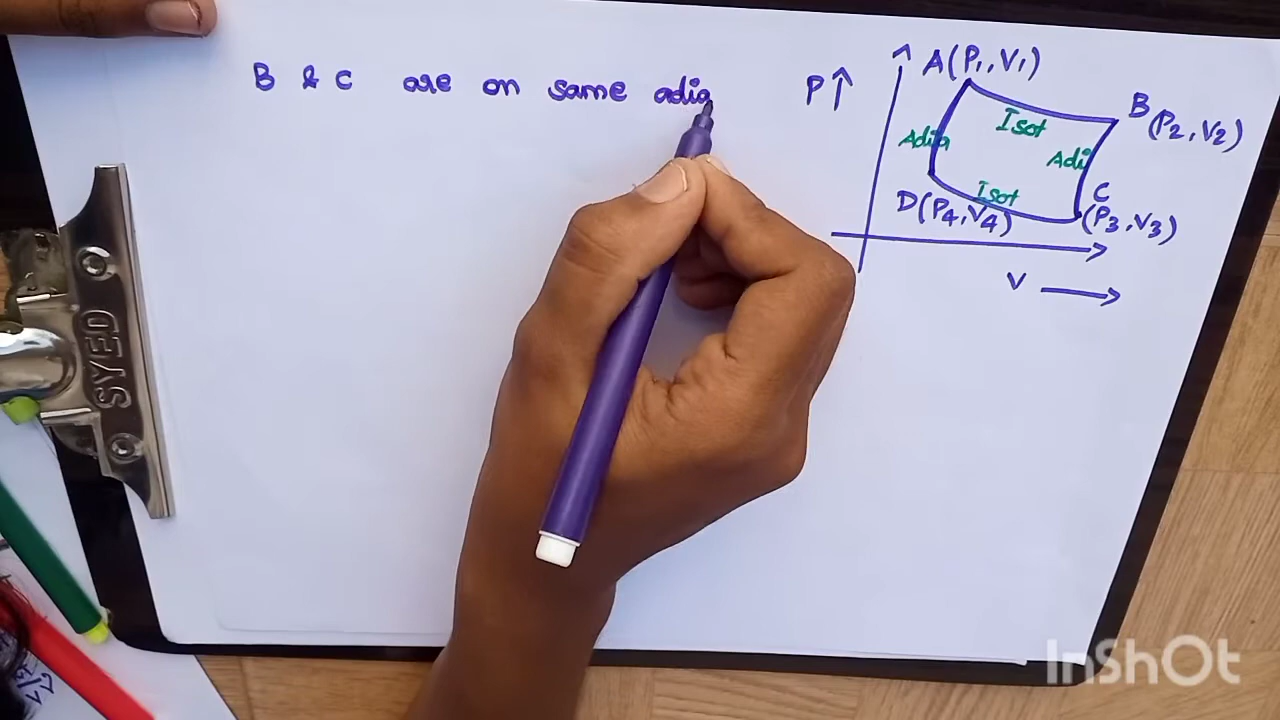 B & C are on same adia
P↑
A(P₁,V₁)
B(P₂,V₂)
Isot
Adia
Adi
Isot
C
(P₃,V₃)
D(P₄,V₄)
V →
SYED
InShOt